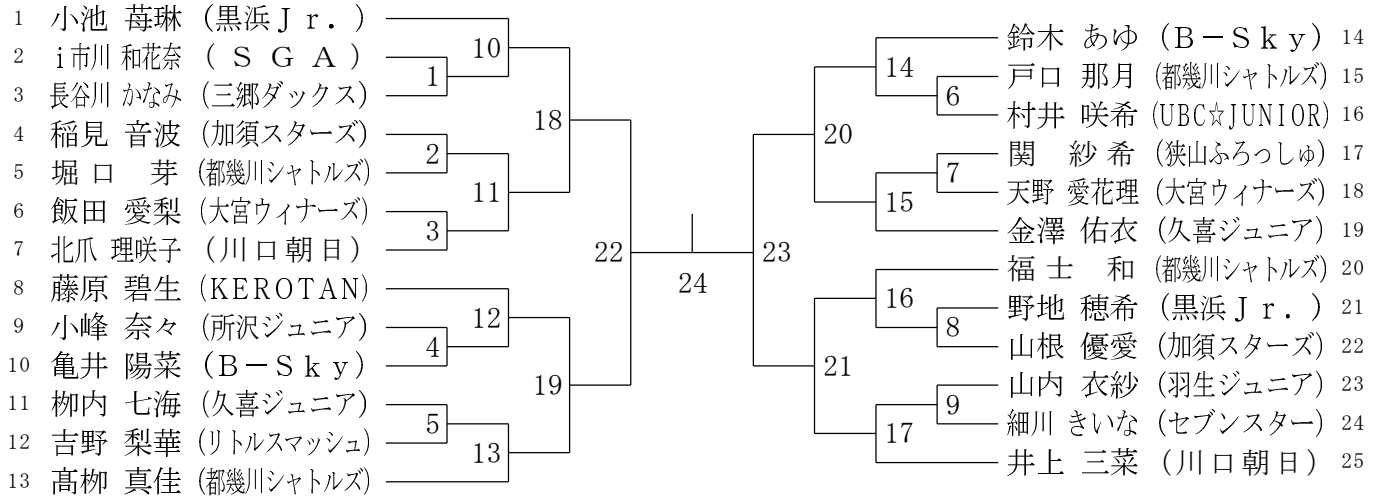 1 小池 苺琳 (黒浜Ｊｒ．)
2 i市川 和花奈 (ＳＧＡ)
3 長谷川 かなみ (三郷ダックス)
4 稲見 音波 (加須スターズ)
5 堀口 芽 (都幾川シャトルズ)
6 飯田 愛梨 (大宮ウィナーズ)
7 北爪 理咲子 (川口朝日)
8 藤原 碧生 (KEROTAN)
9 小峰 奈々 (所沢ジュニア)
10 亀井 陽菜 (Ｂ－Ｓｋｙ)
11 栁内 七海 (久喜ジュニア)
12 吉野 梨華 (リトルスマッシュ)
13 髙栁 真佳 (都幾川シャトルズ)
10
1
18
2
11
3
22
12
4
19
5
13
24
14
6
20
7
15
23
16
8
21
9
17
鈴木 あゆ (Ｂ－Ｓｋｙ) 14
戸口 那月 (都幾川シャトルズ) 15
村井 咲希 (UBC☆JUNIOR) 16
関 紗希 (狭山ふろっしゅ) 17
天野 愛花理 (大宮ウィナーズ) 18
金澤 佑衣 (久喜ジュニア) 19
福士 和 (都幾川シャトルズ) 20
野地 穂希 (黒浜Ｊｒ．) 21
山根 優愛 (加須スターズ) 22
山内 衣紗 (羽生ジュニア) 23
細川 きいな (セブンスター) 24
井上 三菜 (川口朝日) 25